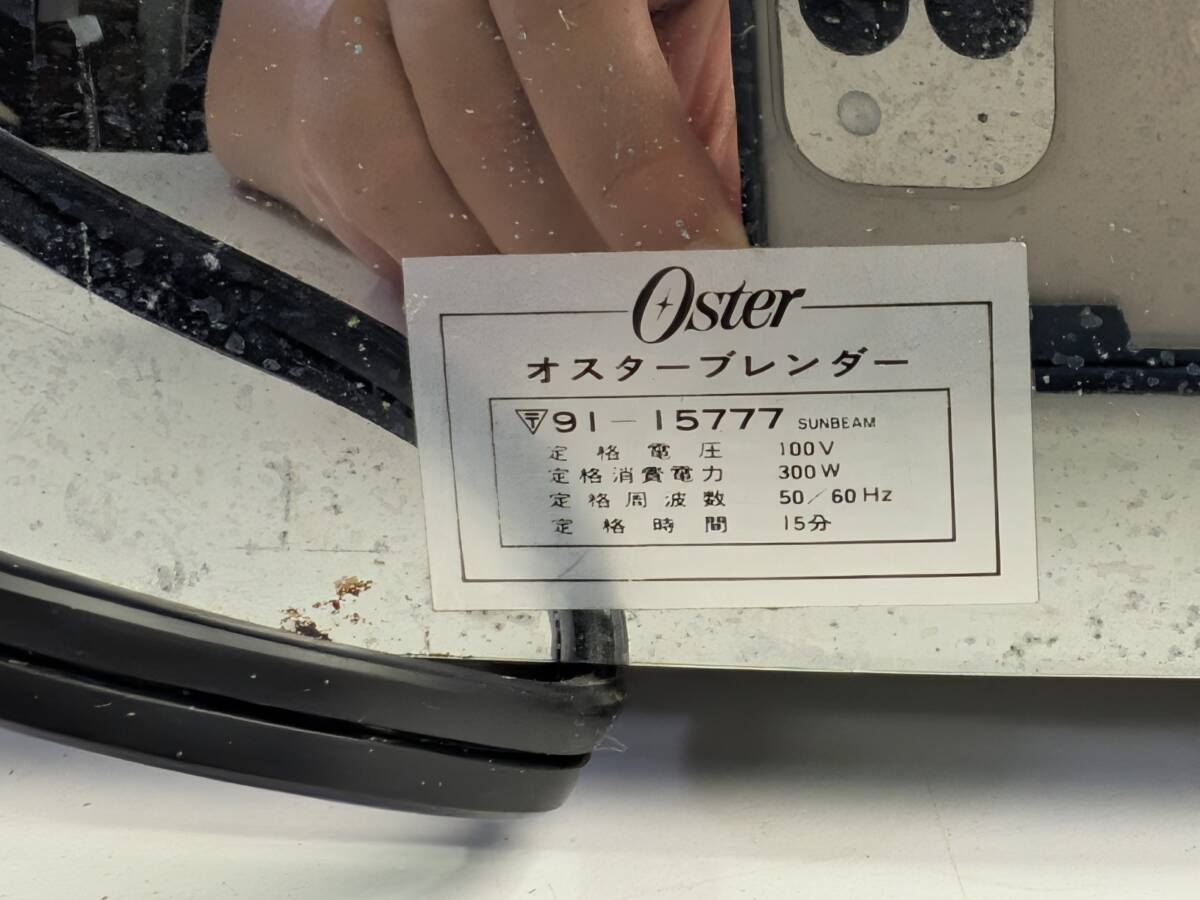 Oster
オスターブレンダー
〒91-15777 SUNBEAM
定格電圧 100V
定格消費電力 300W
定格周波数 50/60Hz
定格時間 15分